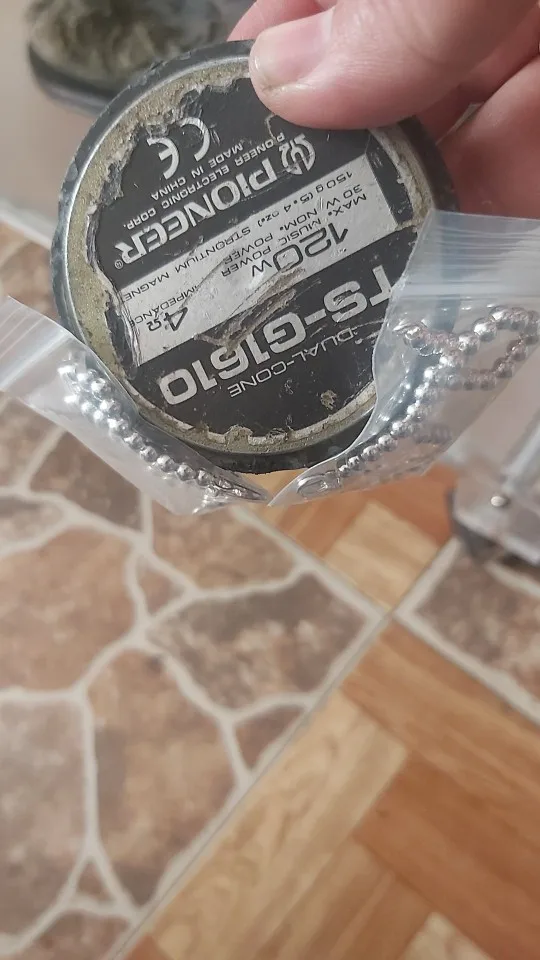 DUAL-CONE
TS-G1610
120W MAX. MUSIC POWER
30 W NOM. POWER
4Ω IMPEDANCE
150 g (5.4 oz.) STRONTIUM MAGNE
PIONEER®
PIONEER ELECTRONIC CORP.
MADE IN CHINA
CE